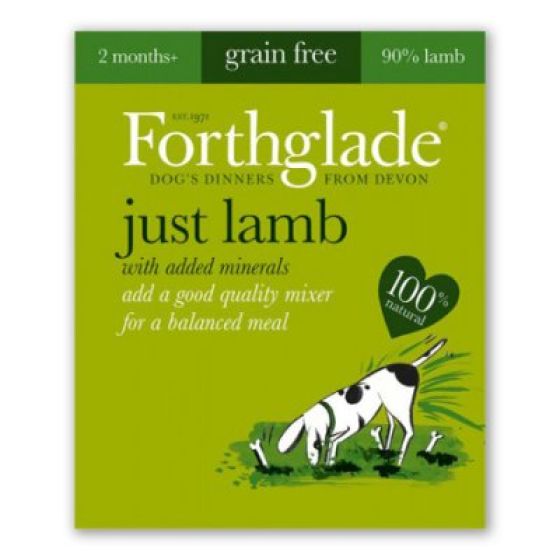 2 months+ grain free 90% lamb
EST.1971
Forthglade®
DOG'S DINNERS FROM DEVON
just lamb
with added minerals
add a good quality mixer
for a balanced meal
100%
natural